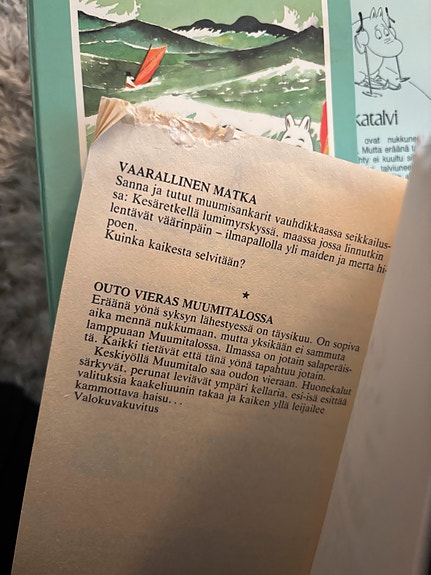 katalvi
ovat nukkune
Mutta eräänä
ei kuultu
talviunee
VAARALLINEN MATKA
Sanna ja tutut muumisankarit vauhdikkaassa seikkailus-
sa: Kesäretkellä lumimyrskyssä, maassa jossa linnutkin
lentävät väärinpäin – ilmapallolla yli maiden ja merta hi-
poen.
Kuinka kaikesta selvitään?
★
OUTO VIERAS MUUMITALOSSA
Eräänä yönä syksyn lähestyessä on täysikuu. On sopiva
aika mennä nukkumaan, mutta yksikään ei sammuta
lamppuaan Muumitalossa. Ilmassa on jotain salaperäis-
tä. Kaikki tietävät että tänä yönä tapahtuu jotain.
Keskiyöllä Muumitalo saa oudon vieraan. Huonekalut
särkyvät, perunat leviävät ympäri kellaria, esi-isä esittää
valituksia kaakeliuunin takaa ja kaiken yllä leijailee
kammottava haisu...
Valokuvakuvitus